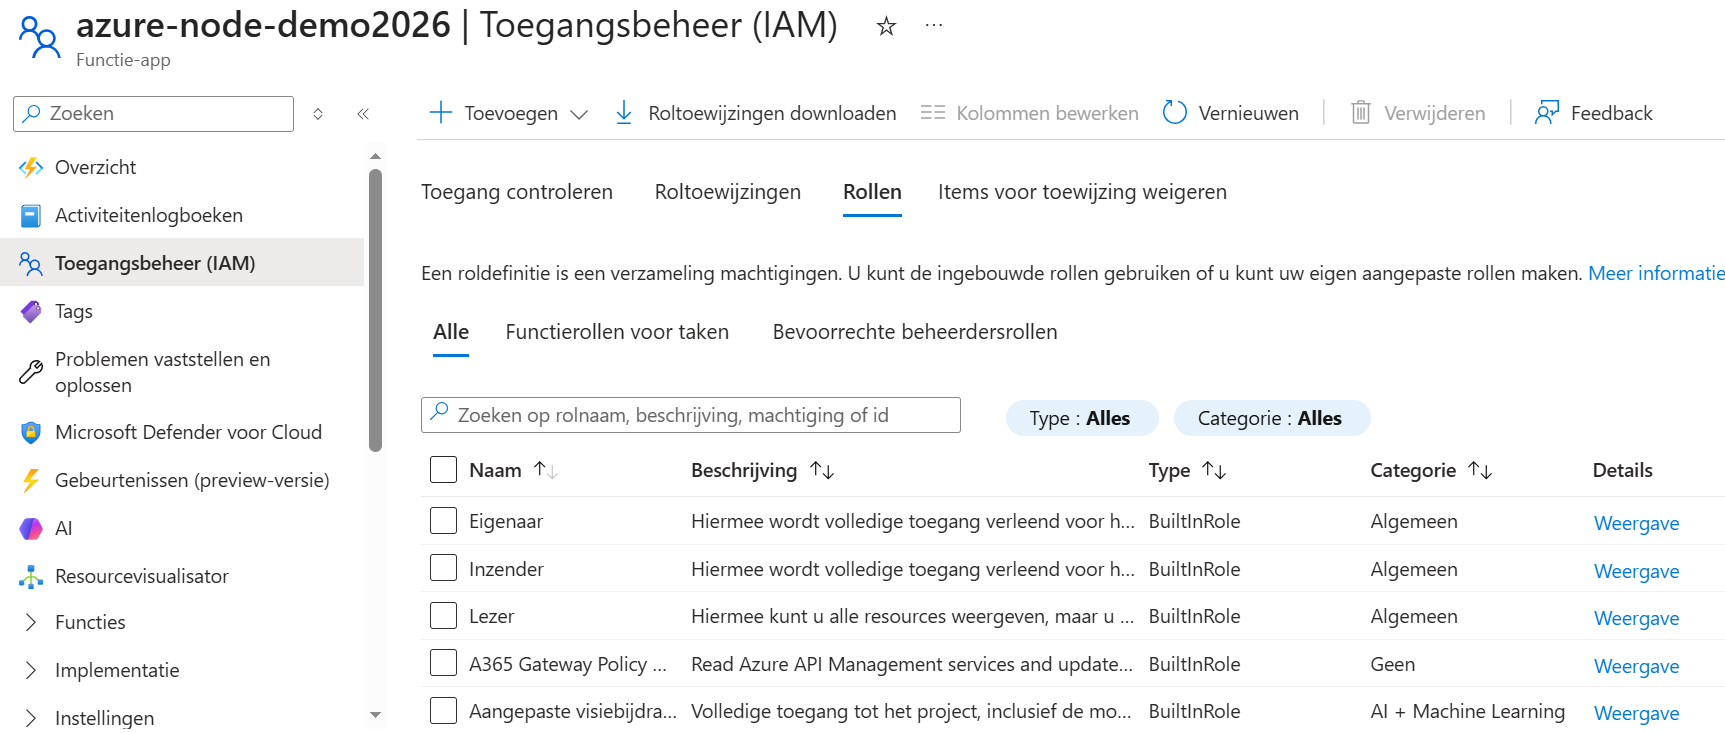 azure-node-demo2026 | Toegangsbeheer (IAM)
Functie-app
Zoeken
Toevoegen
Roltoewijzingen downloaden
Kolommen bewerken
Vernieuwen
Verwijderen
Feedback
Overzicht
Activiteitenlogboeken
Toegangsbeheer (IAM)
Tags
Problemen vaststellen en
oplossen
Microsoft Defender voor Cloud
Gebeurtenissen (preview-versie)
AI
Resourcevisualisator
Functies
Implementatie
Instellingen
Toegang controleren Roltoewijzingen Rollen Items voor toewijzing weigeren
Een roldefinitie is een verzameling machtigingen. U kunt de ingebouwde rollen gebruiken of u kunt uw eigen aangepaste rollen maken. Meer informatie
Alle Functierollen voor taken Bevoorrechte beheerdersrollen
Zoeken op rolnaam, beschrijving, machtiging of id
Type : Alles
Categorie : Alles
Naam Beschrijving Type Categorie Details
Eigenaar Hiermee wordt volledige toegang verleend voor h... BuiltInRole Algemeen Weergave
Inzender Hiermee wordt volledige toegang verleend voor h... BuiltInRole Algemeen Weergave
Lezer Hiermee kunt u alle resources weergeven, maar u ... BuiltInRole Algemeen Weergave
A365 Gateway Policy ... Read Azure API Management services and update... BuiltInRole Geen Weergave
Aangepaste visiebijdra... Volledige toegang tot het project, inclusief de mo... BuiltInRole AI + Machine Learning Weergave